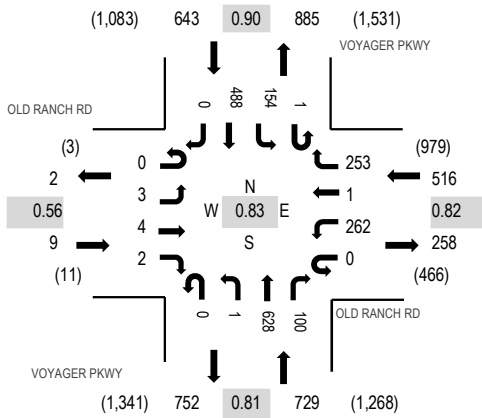 (1,083) 643 0.90 885 (1,531)
VOYAGER PKWY
OLD RANCH RD
0 488 154 1
(3) (979)
0 253
2 516
3 N 1
0.56 W 0.83 E 0.82
4 S 262
9 258
2 0
(11) (466)
0 1 628 100
OLD RANCH RD
VOYAGER PKWY
(1,341) 752 0.81 729 (1,268)